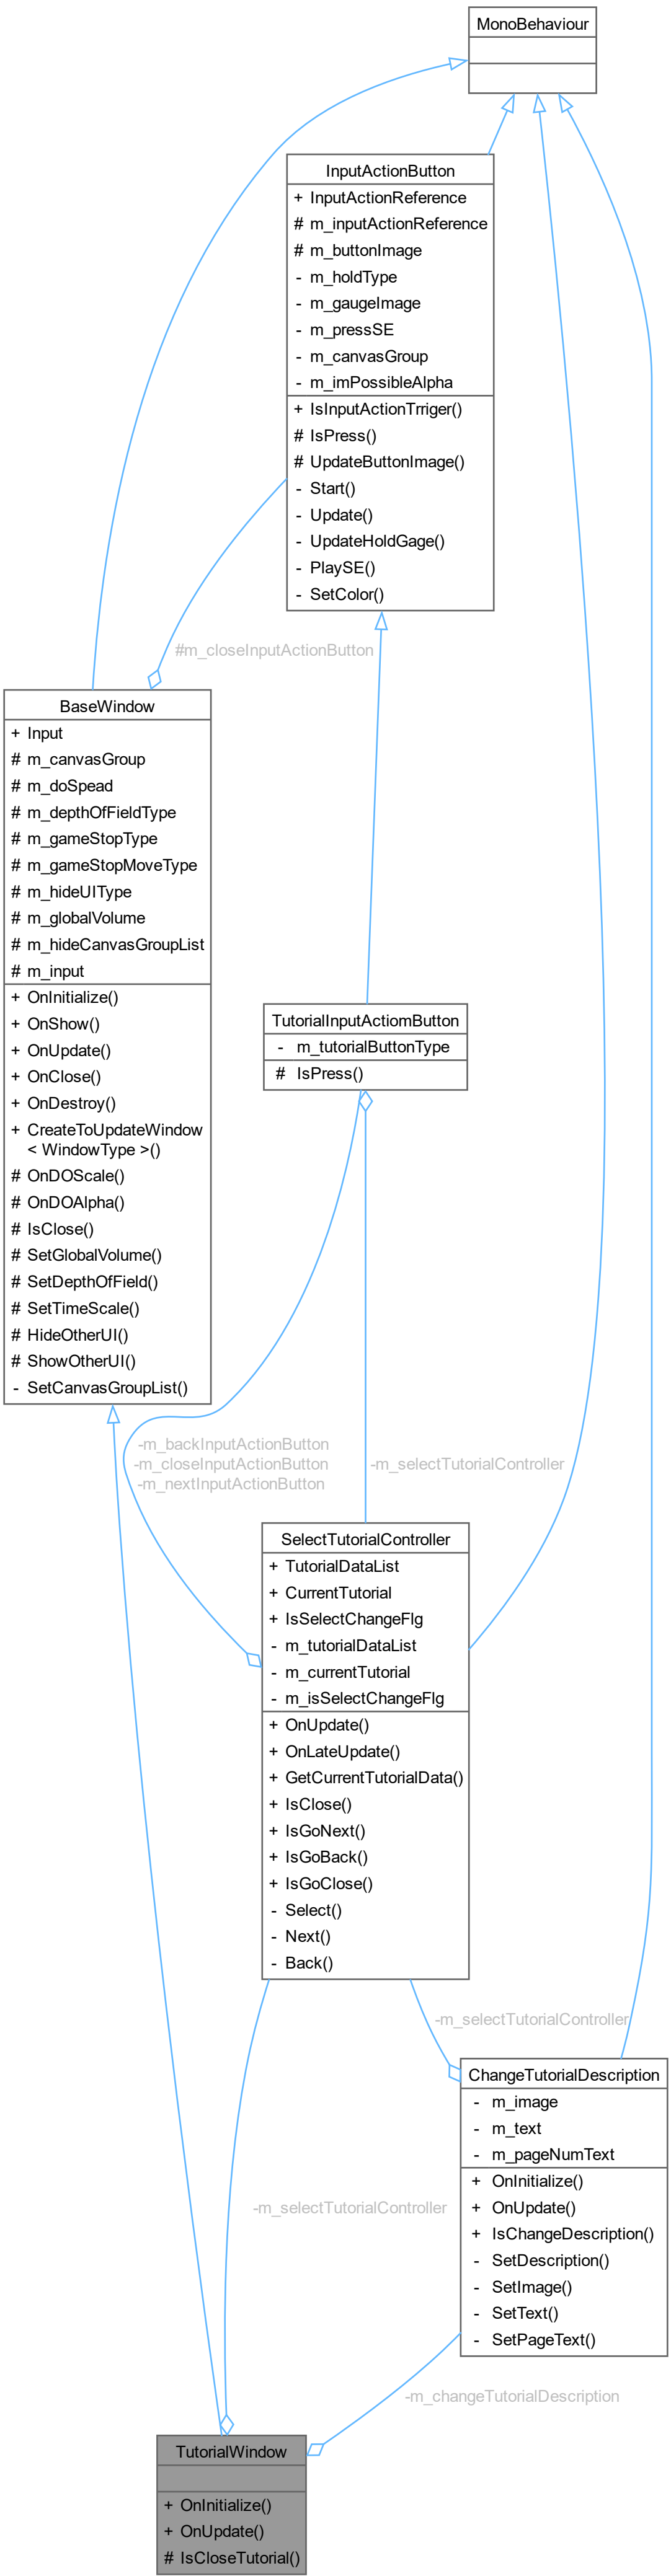 MonoBehaviour
InputActionButton
+ InputActionReference
# m_inputActionReference
# m_buttonImage
- m_holdType
- m_gaugeImage
- m_pressSE
- m_canvasGroup
- m_imPossibleAlpha
+ IsInputActionTrriger()
# IsPress()
# UpdateButtonImage()
- Start()
- Update()
- UpdateHoldGage()
- PlaySE()
- SetColor()
#m_closeInputActionButton
BaseWindow
+ Input
# m_canvasGroup
# m_doSpead
# m_depthOfFieldType
# m_gameStopType
# m_gameStopMoveType
# m_hideUIType
# m_globalVolume
# m_hideCanvasGroupList
# m_input
+ OnInitialize()
+ OnShow()
+ OnUpdate()
+ OnClose()
+ OnDestroy()
+ CreateToUpdateWindow
< WindowType >()
# OnDOScale()
# OnDOAlpha()
# IsClose()
# SetGlobalVolume()
# SetDepthOfField()
# SetTimeScale()
# HideOtherUI()
# ShowOtherUI()
- SetCanvasGroupList()
TutorialInputActiomButton
- m_tutorialButtonType
# IsPress()
-m_backInputActionButton
-m_closeInputActionButton
-m_nextInputActionButton
-m_selectTutorialController
SelectTutorialController
+ TutorialDataList
+ CurrentTutorial
+ IsSelectChangeFlg
- m_tutorialDataList
- m_currentTutorial
- m_isSelectChangeFlg
+ OnUpdate()
+ OnLateUpdate()
+ GetCurrentTutorialData()
+ IsClose()
+ IsGoNext()
+ IsGoBack()
+ IsGoClose()
- Select()
- Next()
- Back()
-m_selectTutorialController
ChangeTutorialDescription
- m_image
- m_text
- m_pageNumText
+ OnInitialize()
+ OnUpdate()
+ IsChangeDescription()
- SetDescription()
- SetImage()
- SetText()
- SetPageText()
-m_selectTutorialController
-m_changeTutorialDescription
TutorialWindow
+ OnInitialize()
+ OnUpdate()
# IsCloseTutorial()